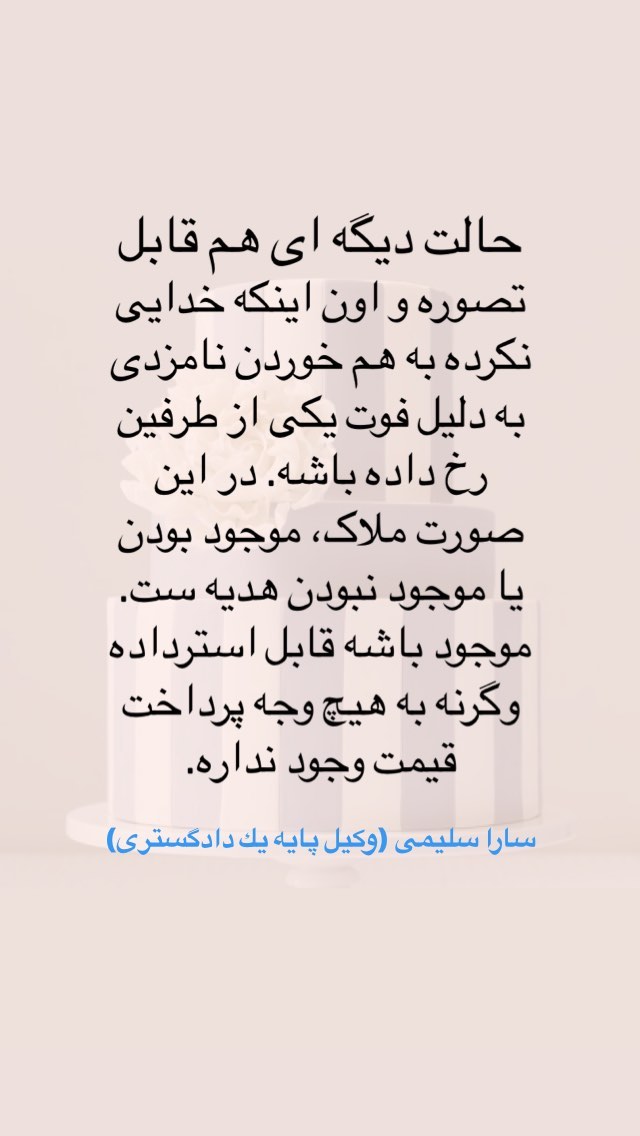 حالت دیگه ای هم قابل
تصوره و اون اینکه خدایی
نکرده به هم خوردن نامزدی
به دلیل فوت یکی از طرفین
رخ داده باشه. در این
صورت ملاک، موجود بودن
یا موجود نبودن هدیه ست.
موجود باشه قابل استرداده
وگرنه به هیچ وجه پرداخت
قیمت وجود نداره.
سارا سلیمی (وکیل پایه یك دادگستری)